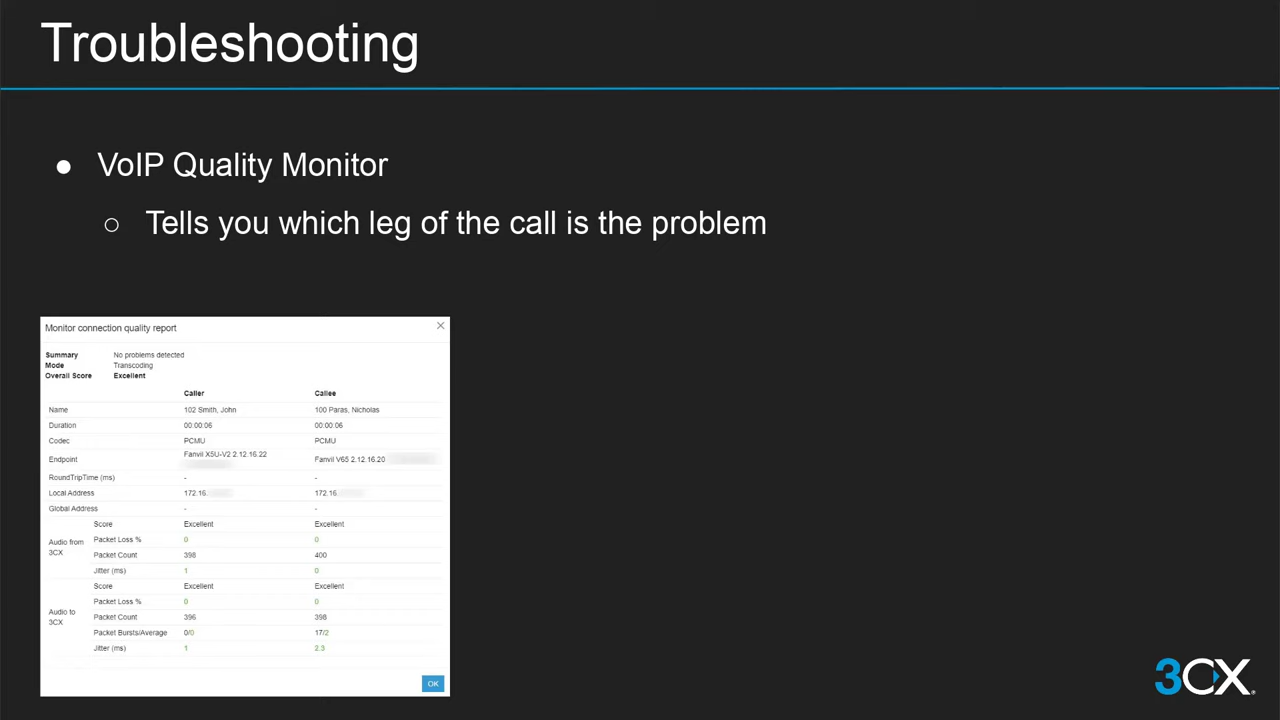 Troubleshooting
● VoIP Quality Monitor
○ Tells you which leg of the call is the problem
Monitor connection quality report ×
Summary No problems detected
Mode Transcoding
Overall Score Excellent
Caller Callee
Name 102 Smith, John 100 Paras, Nicholas
Duration 00:00:06 00:00:06
Codec PCMU PCMU
Endpoint Fanvil X5U-V2 2.12.16.22 Fanvil V65 2.12.16.20
RoundTripTime (ms) - -
Local Address 172.16. 172.16.
Global Address - -
Audio from 3CX
Score Excellent Excellent
Packet Loss % 0 0
Packet Count 398 400
Jitter (ms) 1 0
Audio to 3CX
Score Excellent Excellent
Packet Loss % 0 0
Packet Count 396 398
Packet Bursts/Average 0/0 17/2
Jitter (ms) 1 2.3
OK
3CX®